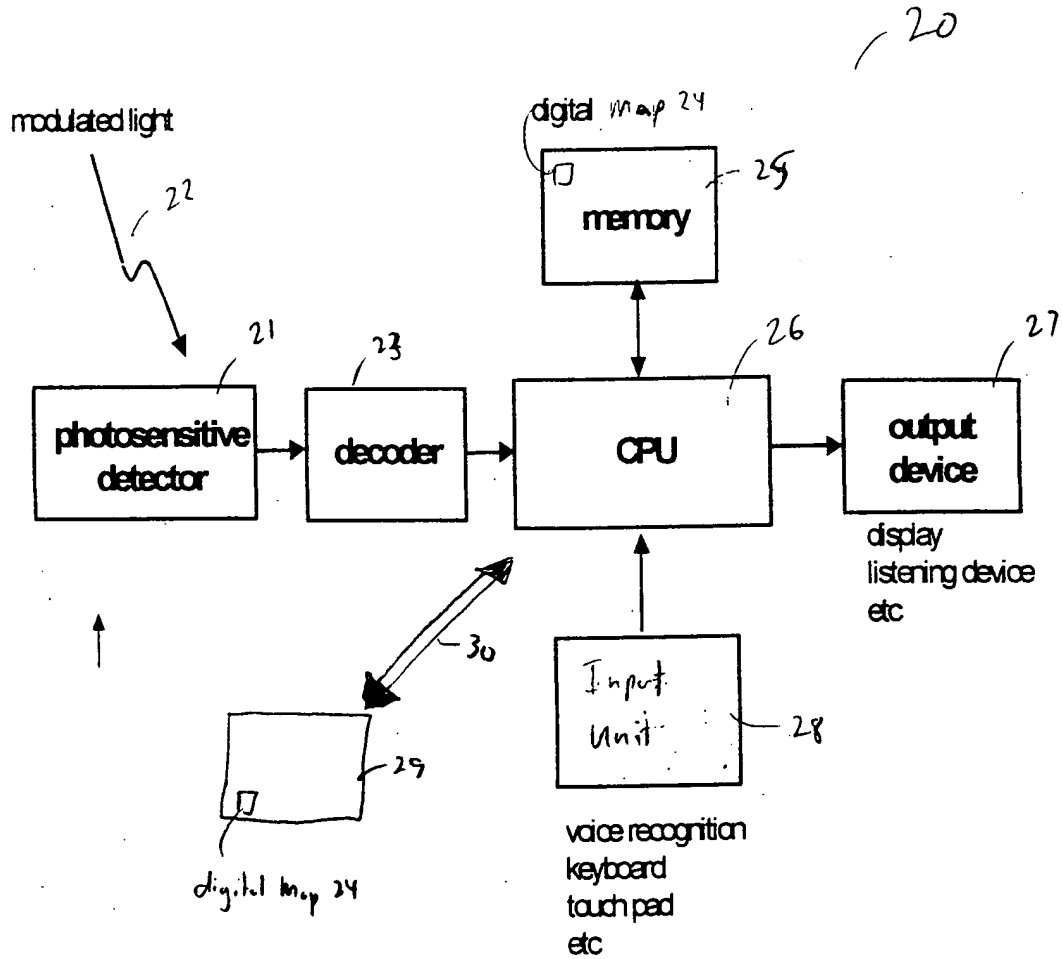 20
modulated light
22
digital map 24
25
memory
21
23
26
27
photosensitive
detector
decoder
CPU
output
device
display
listening device
etc
30
Input
Unit
28
29
digital map 24
voice recognition
keyboard
touch pad
etc